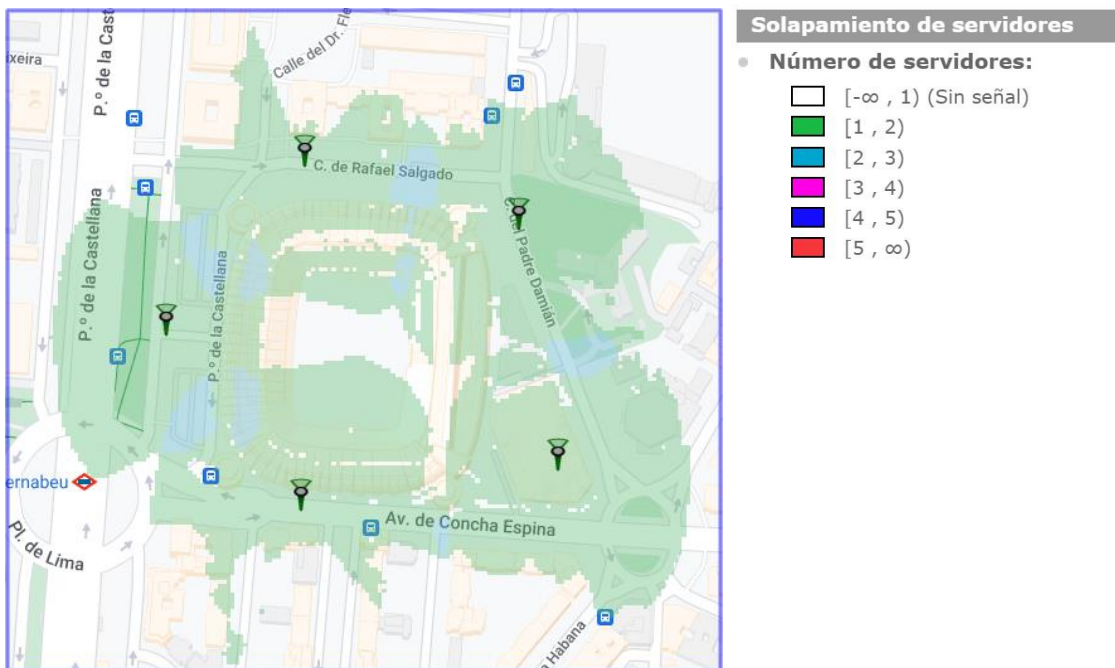 ixeira
P.º de la Cast
Calle del Dr. Fle
C. de Rafael Salgado
P.º de la Castellana
P.º de la Castellana
C. del Padre Damián
ernabeu
Av. de Concha Espina
Pl. de Lima
Habana
Solapamiento de servidores
Número de servidores:
[-∞ , 1) (Sin señal)
[1 , 2)
[2 , 3)
[3 , 4)
[4 , 5)
[5 , ∞)